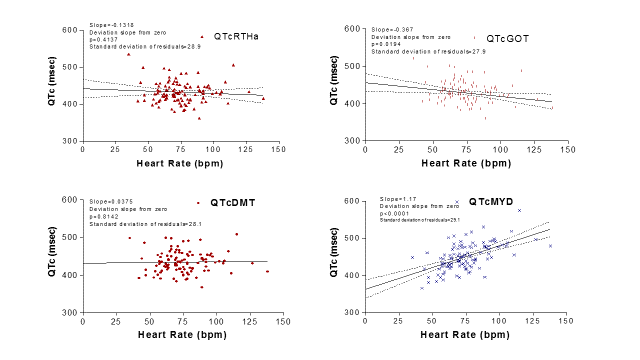 Slope=-0.1318
Deviation slope from zero
p=0.4137
Standard deviation of residuals=28.9
QTcRTHa
600
500
400
300
QTc (msec)
0 25 50 75 100 125 150
Heart Rate (bpm)
Slope=-0.367
Deviation slope from zero
p=0.0194
Standard deviation of residuals=27.9
QTcGOT
600
500
400
300
QTc (msec)
0 25 50 75 100 125 150
Heart Rate (bpm)
Slope=0.0375
Deviation slope from zero
p=0.8142
Standard deviation of residuals=28.1
QTcDMT
600
500
400
300
QTc (msec)
0 25 50 75 100 125 150
Heart Rate (bpm)
Slope=1.17
Deviation slope from zero
p<0.0001
Standard deviation of residuals=29.1
QTcMYD
600
500
400
300
QTc (msec)
0 25 50 75 100 125 150
Heart Rate (bpm)